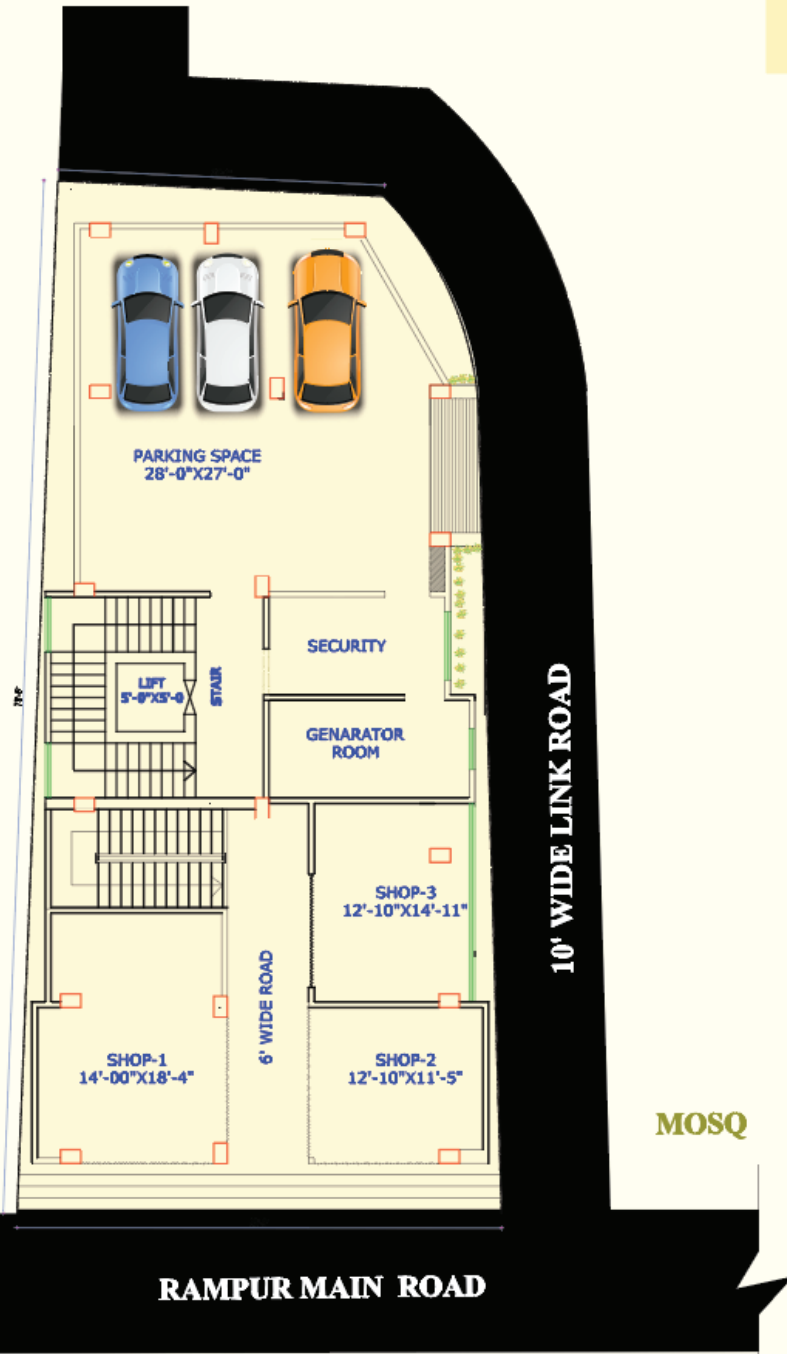 PARKING SPACE
28'-0"X27'-0"
SECURITY
LIFT
5'-0"X5'-0
STAIR
GENARATOR
ROOM
10' WIDE LINK ROAD
SHOP-3
12'-10"X14'-11"
6' WIDE ROAD
SHOP-1
14'-00"X18'-4"
SHOP-2
12'-10"X11'-5"
MOSQ
RAMPUR MAIN ROAD